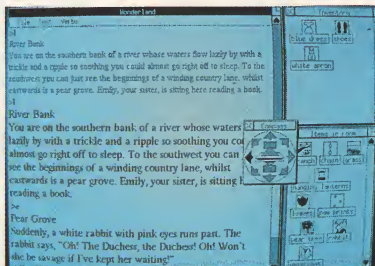 Wonderland
Inventory
Text Verbs
blue dress shoes
white apron
>l
River Bank
You are on the southern bank of a river whose waters flow lazily by with a
trickle and a ripple so soothing you could almost go right off to sleep. To the
southwest you can just see the beginnings of a winding country lane, whilst
eastwards is a pear grove. Emily, your sister, is sitting here reading a book.
>l
River Bank
You are on the southern bank of a river whose waters
lazily by with a trickle and a ripple so soothing you co
almost go right off to sleep. To the southwest you can
see the beginnings of a winding country lane, whilst
eastwards is a pear grove. Emily, your sister, is sitting h
reading a book.
>e
Pear Grove
Suddenly, a white rabbit with pink eyes runs past. The
rabbit says, "Oh! The Duchess, the Duchess! Oh! Won't
she be savage if I've kept her waiting!"
Compass
Items in room
pear tree rabbit